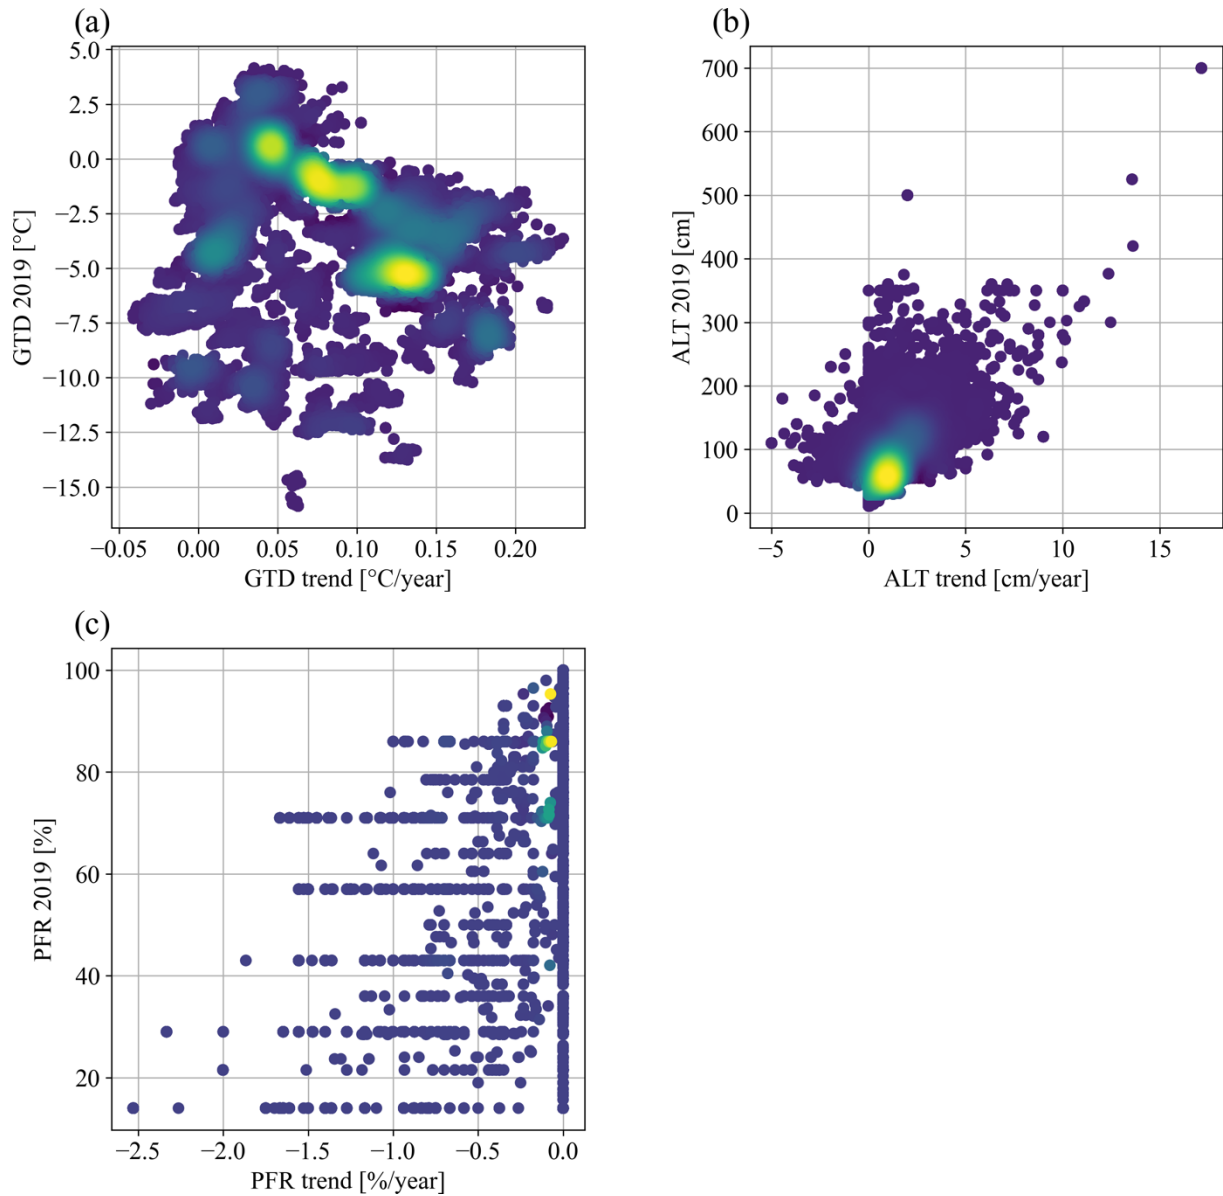 (a)
5.0
2.5
0.0
−2.5
−5.0
−7.5
−10.0
−12.5
−15.0
GTD 2019 [°C]
−0.05 0.00 0.05 0.10 0.15 0.20
GTD trend [°C/year]
(b)
700
600
500
400
300
200
100
0
ALT 2019 [cm]
−5 0 5 10 15
ALT trend [cm/year]
(c)
100
80
60
40
20
PFR 2019 [%]
−2.5 −2.0 −1.5 −1.0 −0.5 0.0
PFR trend [%/year]